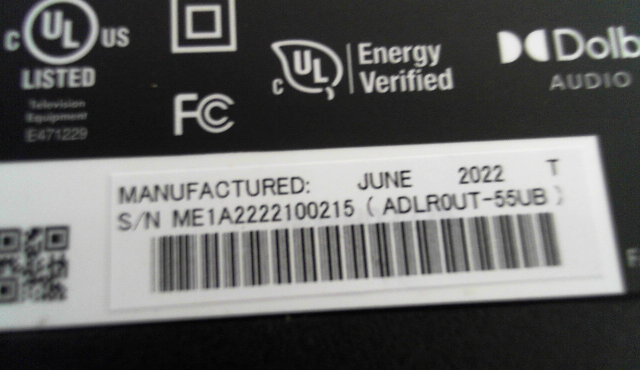 c UL US
LISTED
Television
Equipment
E471229
FC
c UL Energy
Verified
Dolb
AUDIO
MANUFACTURED: JUNE 2022 T
S/N ME1A2222100215 ( ADLR0UT-55UB )
F